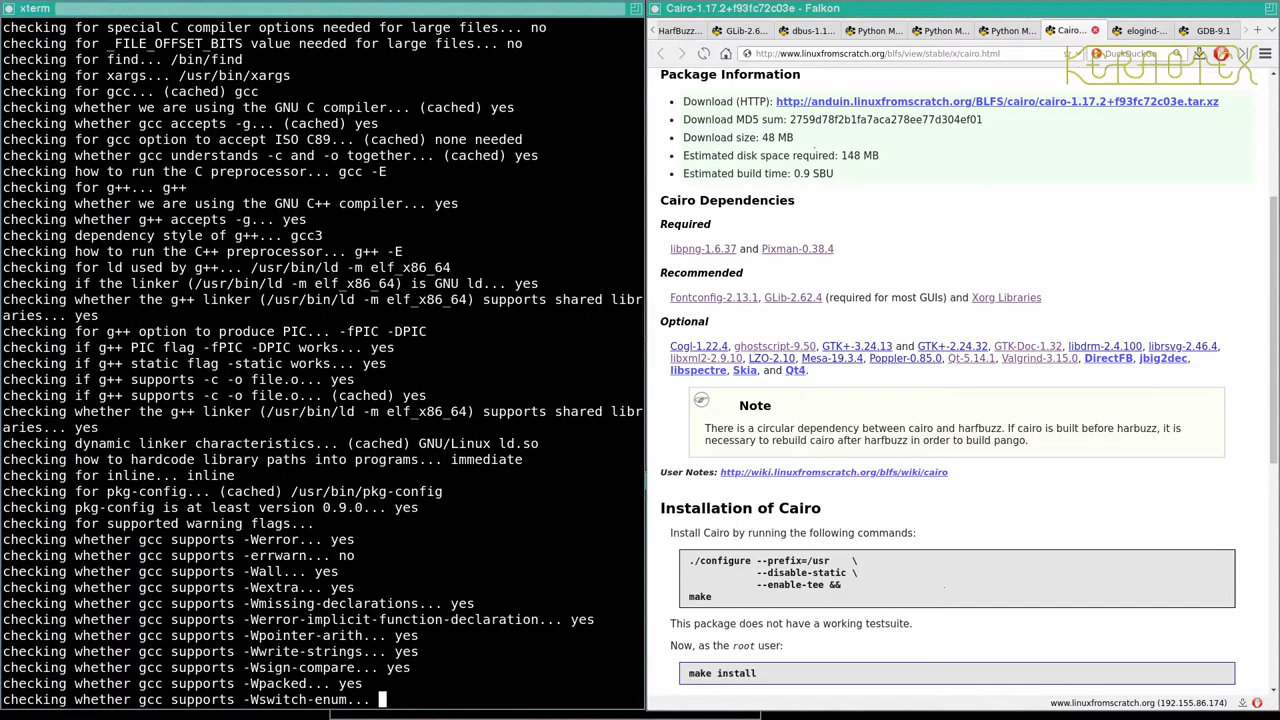 xterm
checking for special C compiler options needed for large files... no
checking for _FILE_OFFSET_BITS value needed for large files... no
checking for find... /bin/find
checking for xargs... /usr/bin/xargs
checking for gcc... (cached) gcc
checking whether we are using the GNU C compiler... (cached) yes
checking whether gcc accepts -g... (cached) yes
checking for gcc option to accept ISO C89... (cached) none needed
checking whether gcc understands -c and -o together... (cached) yes
checking how to run the C preprocessor... gcc -E
checking for g++... g++
checking whether we are using the GNU C++ compiler... yes
checking whether g++ accepts -g... yes
checking dependency style of g++... gcc3
checking how to run the C++ preprocessor... g++ -E
checking for ld used by g++... /usr/bin/ld -m elf_x86_64
checking if the linker (/usr/bin/ld -m elf_x86_64) is GNU ld... yes
checking whether the g++ linker (/usr/bin/ld -m elf_x86_64) supports shared libr
aries... yes
checking for g++ option to produce PIC... -fPIC -DPIC
checking if g++ PIC flag -fPIC -DPIC works... yes
checking if g++ static flag -static works... yes
checking if g++ supports -c -o file.o... yes
checking if g++ supports -c -o file.o... (cached) yes
checking whether the g++ linker (/usr/bin/ld -m elf_x86_64) supports shared libr
aries... yes
checking dynamic linker characteristics... (cached) GNU/Linux ld.so
checking how to hardcode library paths into programs... immediate
checking for inline... inline
checking for pkg-config... (cached) /usr/bin/pkg-config
checking pkg-config is at least version 0.9.0... yes
checking for supported warning flags...
checking whether gcc supports -Werror... yes
checking whether gcc supports -errwarn... no
checking whether gcc supports -Wall... yes
checking whether gcc supports -Wextra... yes
checking whether gcc supports -Wmissing-declarations... yes
checking whether gcc supports -Werror-implicit-function-declaration... yes
checking whether gcc supports -Wpointer-arith... yes
checking whether gcc supports -Wwrite-strings... yes
checking whether gcc supports -Wsign-compare... yes
checking whether gcc supports -Wpacked... yes
checking whether gcc supports -Wswitch-enum...
Cairo-1.17.2+f93fc72c03e - Falkon
HarfBuzz... GLib-2.6... dbus-1.1... Python M... Python M... Python M... Cairo... elogind-... GDB-9.1
http://www.linuxfromscratch.org/blfs/view/stable/x/cairo.html DuckDuckGo
KERNOTEX
Package Information
Download (HTTP): http://anduin.linuxfromscratch.org/BLFS/cairo/cairo-1.17.2+f93fc72c03e.tar.xz
Download MD5 sum: 2759d78f2b1fa7aca278ee77d304ef01
Download size: 48 MB
Estimated disk space required: 148 MB
Estimated build time: 0.9 SBU
Cairo Dependencies
Required
libpng-1.6.37 and Pixman-0.38.4
Recommended
Fontconfig-2.13.1, GLib-2.62.4 (required for most GUIs) and Xorg Libraries
Optional
Cogl-1.22.4, ghostscript-9.50, GTK+-3.24.13 and GTK+-2.24.32, GTK-Doc-1.32, libdrm-2.4.100, librsvg-2.46.4,
libxml2-2.9.10, LZO-2.10, Mesa-19.3.4, Poppler-0.85.0, Qt-5.14.1, Valgrind-3.15.0, DirectFB, jbig2dec,
libspectre, Skia, and Qt4.
Note
There is a circular dependency between cairo and harfbuzz. If cairo is built before harbuzz, it is
necessary to rebuild cairo after harfbuzz in order to build pango.
User Notes: http://wiki.linuxfromscratch.org/blfs/wiki/cairo
Installation of Cairo
Install Cairo by running the following commands:
./configure --prefix=/usr \
--disable-static \
--enable-tee &&
make
This package does not have a working testsuite.
Now, as the root user:
make install
www.linuxfromscratch.org (192.155.86.174)